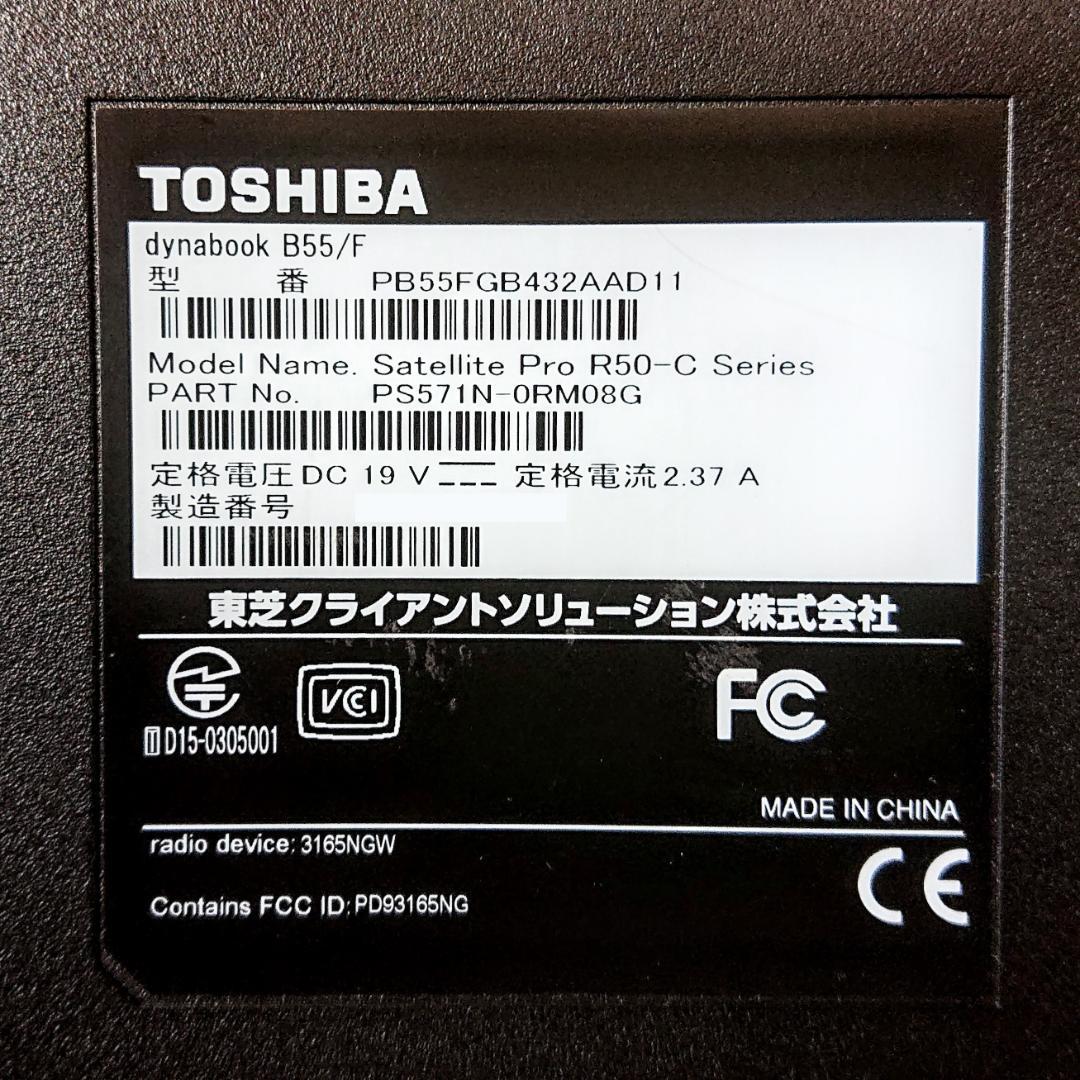 TOSHIBA
dynabook B55/F
型 番 PB55FGB432AAD11
Model Name. Satellite Pro R50-C Series
PART No. PS571N-0RM08G
定格電圧DC 19 V 定格電流2.37 A
製造番号
東芝クライアントソリューション株式会社
VCI
FC
T D15-0305001
MADE IN CHINA
radio device: 3165NGW
CE
Contains FCC ID: PD93165NG